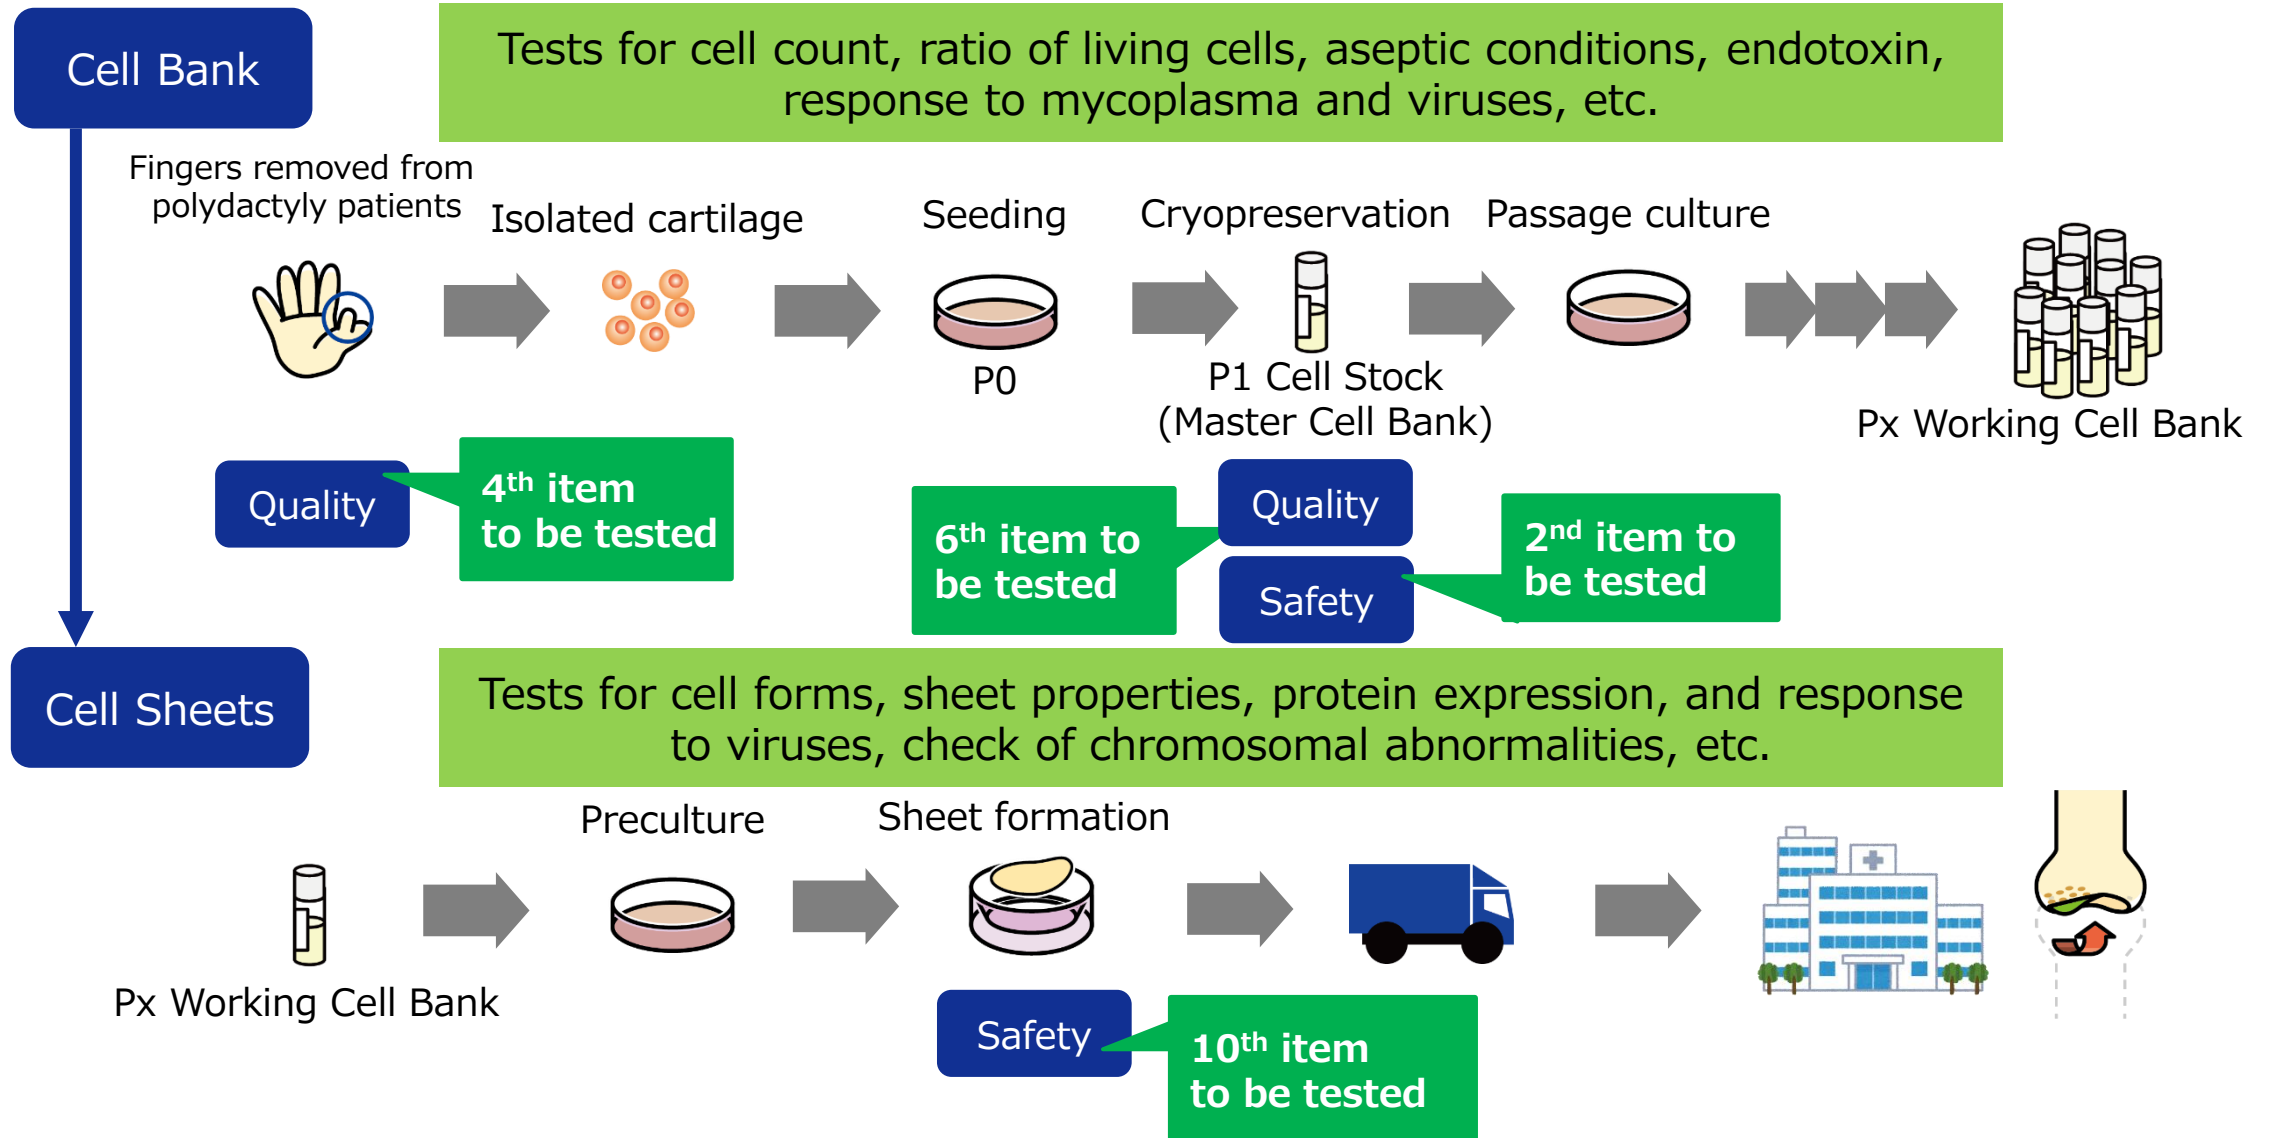 Cell Bank
Tests for cell count, ratio of living cells, aseptic conditions, endotoxin,
response to mycoplasma and viruses, etc.
Fingers removed from
polydactyly patients
Isolated cartilage
Seeding
Cryopreservation
Passage culture
P0
P1 Cell Stock
(Master Cell Bank)
Px Working Cell Bank
Quality
4th item
to be tested
6th item to
be tested
Quality
Safety
2nd item to
be tested
Cell Sheets
Tests for cell forms, sheet properties, protein expression, and response
to viruses, check of chromosomal abnormalities, etc.
Preculture
Sheet formation
Px Working Cell Bank
Safety
10th item
to be tested